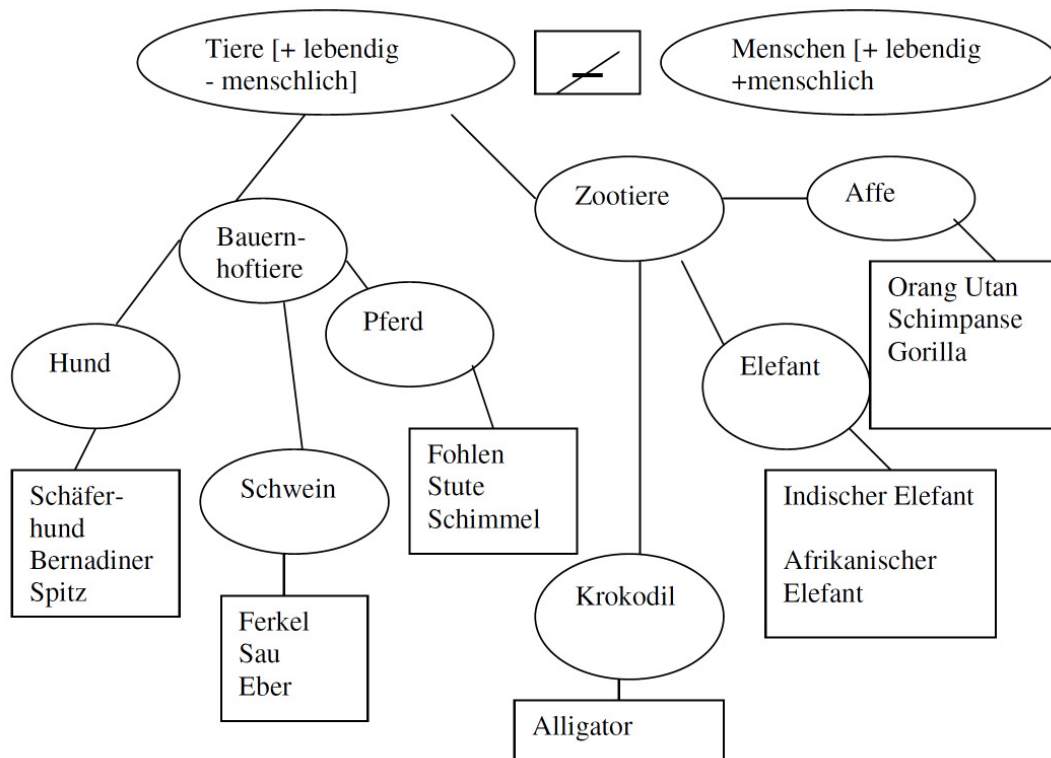 Tiere [+ lebendig
- menschlich]
Menschen [+ lebendig
+menschlich
Zootiere
Affe
Bauern-
hoftiere
Orang Utan
Schimpanse
Gorilla
Pferd
Hund
Elefant
Fohlen
Stute
Schimmel
Schwein
Schäfer-
hund
Bernadiner
Spitz
Indischer Elefant
Afrikanischer
Elefant
Krokodil
Ferkel
Sau
Eber
Alligator